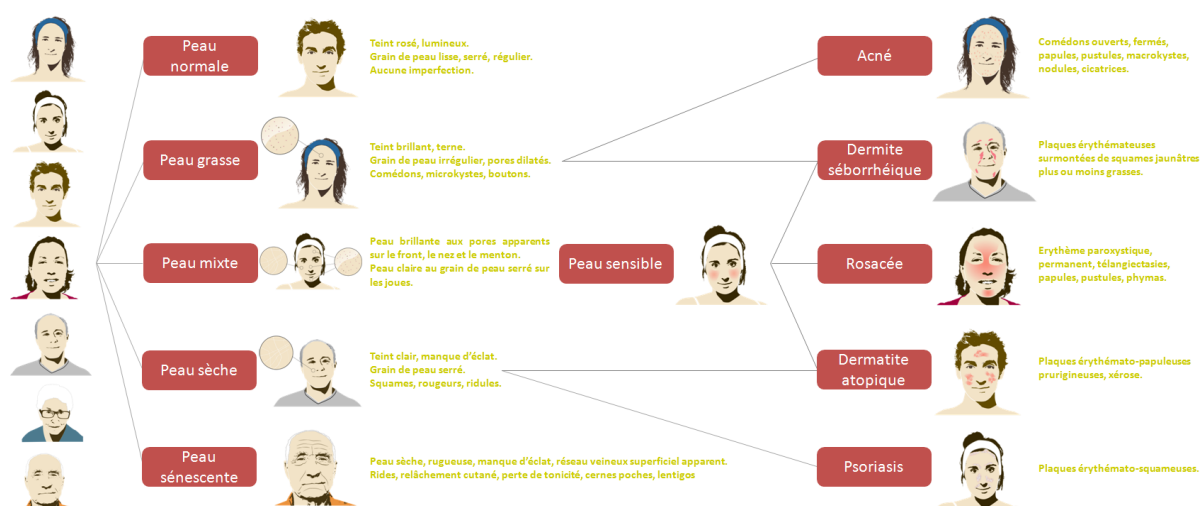 Peau
normale
Teint rosé, lumineux.
Grain de peau lisse, serré, régulier.
Aucune imperfection.
Acné
Comédons ouverts, fermés,
papules, pustules, macrokystes,
nodules, cicatrices.
Peau grasse
Teint brillant, terne.
Grain de peau irrégulier, pores dilatés.
Comédons, microkystes, boutons.
Dermite
séborrhéique
Plaques érythémateuses
surmontées de squames jaunâtres
plus ou moins grasses.
Peau mixte
Peau brillante aux pores apparents
sur le front, le nez et le menton.
Peau claire au grain de peau serré sur
les joues.
Peau sensible
Rosacée
Erythème paroxystique,
permanent, télangiectasies,
papules, pustules, phymas.
Peau sèche
Teint clair, manque d’éclat.
Grain de peau serré.
Squames, rougeurs, ridules.
Dermatite
atopique
Plaques érythémato-papuleuses
prurigineuses, xérose.
Peau
sénescente
Peau sèche, rugueuse, manque d’éclat, réseau veineux superficiel apparent.
Rides, relâchement cutané, perte de tonicité, cernes poches, lentigos
Psoriasis
Plaques érythémato-squameuses.